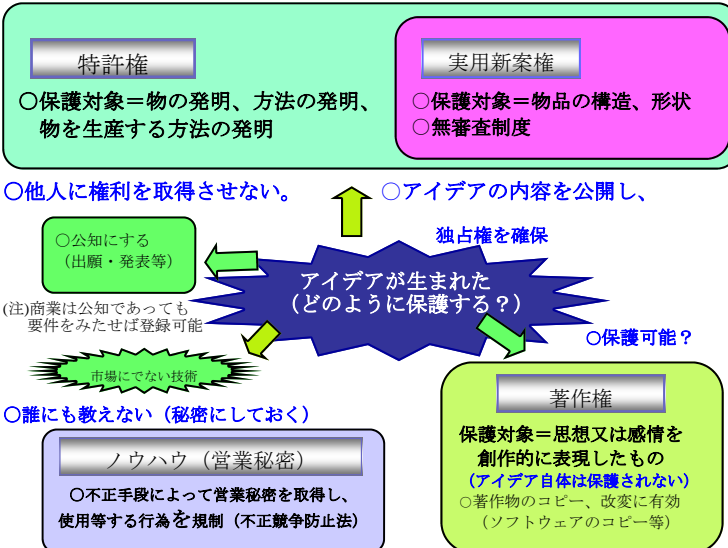 特許権
○保護対象＝物の発明、方法の発明、
物を生産する方法の発明
実用新案権
○保護対象＝物品の構造、形状
○無審査制度
○他人に権利を取得させない。
○アイデアの内容を公開し、
独占権を確保
○公知にする
（出願・発表等）
(注)商業は公知であっても
要件をみたせば登録可能
アイデアが生まれた
（どのように保護する？）
市場にでない技術
○保護可能？
○誰にも教えない（秘密にしておく）
ノウハウ（営業秘密）
○不正手段によって営業秘密を取得し、
使用等する行為を規制（不正競争防止法）
著作権
保護対象＝思想又は感情を
創作的に表現したもの
（アイデア自体は保護されない）
○著作物のコピー、改変に有効
（ソフトウェアのコピー等）